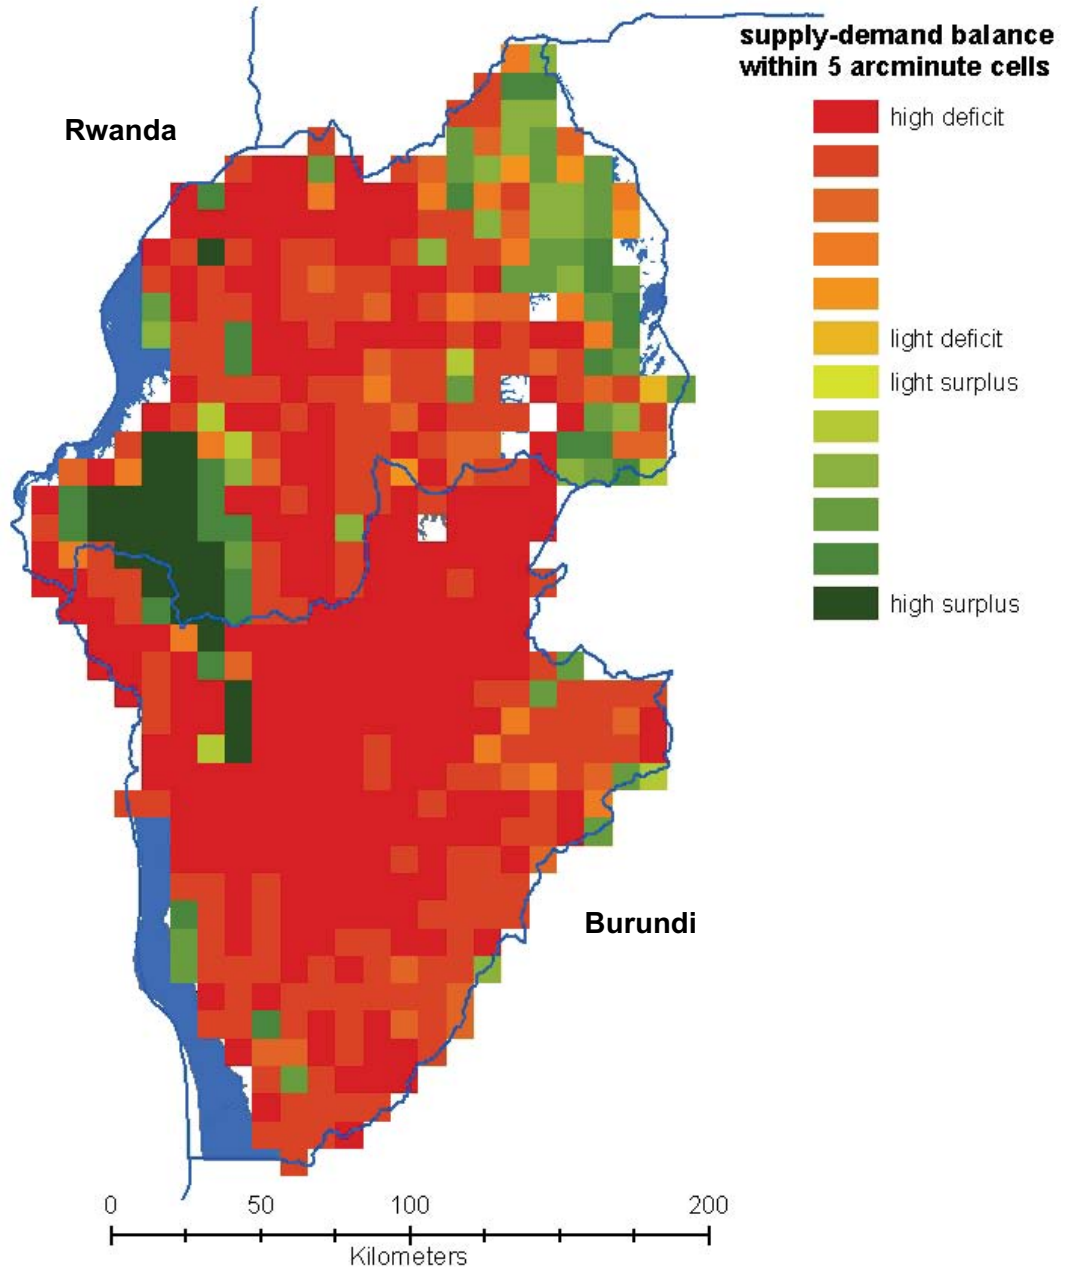 supply-demand balance
within 5 arcminute cells
high deficit
light deficit
light surplus
high surplus
Rwanda
Burundi
0 50 100 200
Kilometers